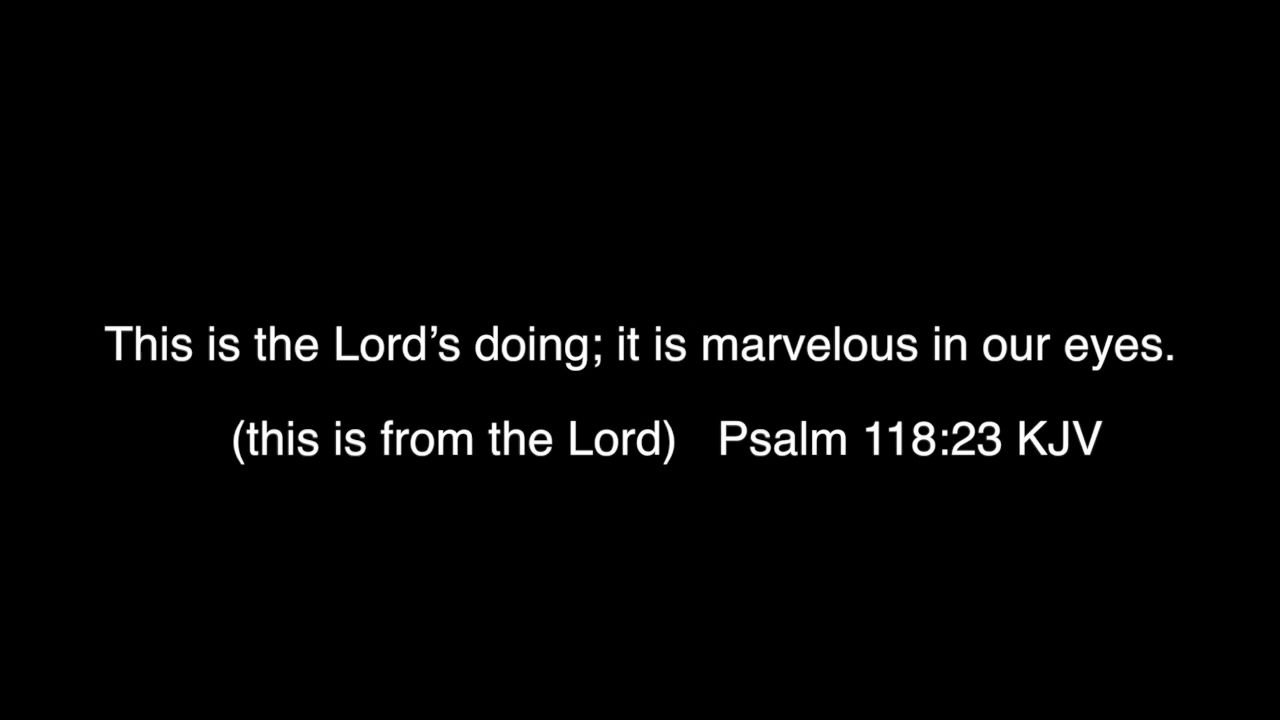 This is the Lord’s doing; it is marvelous in our eyes.
(this is from the Lord) Psalm 118:23 KJV